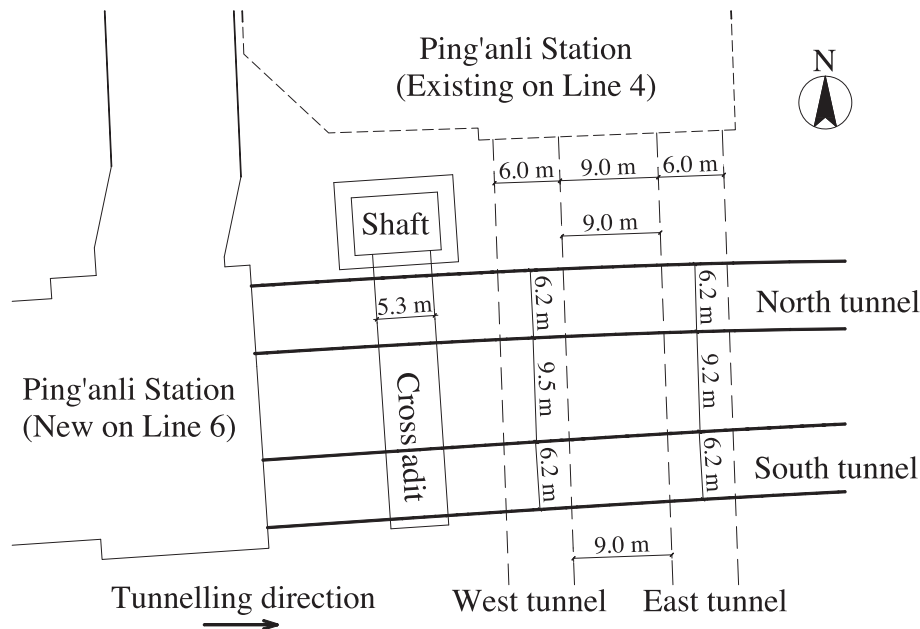 Ping'anli Station
(Existing on Line 4)
N
6.0 m
9.0 m
6.0 m
9.0 m
Shaft
5.3 m
6.2 m
6.2 m
North tunnel
9.5 m
9.2 m
Ping'anli Station
(New on Line 6)
Cross adit
6.2 m
6.2 m
South tunnel
9.0 m
Tunnelling direction
West tunnel
East tunnel